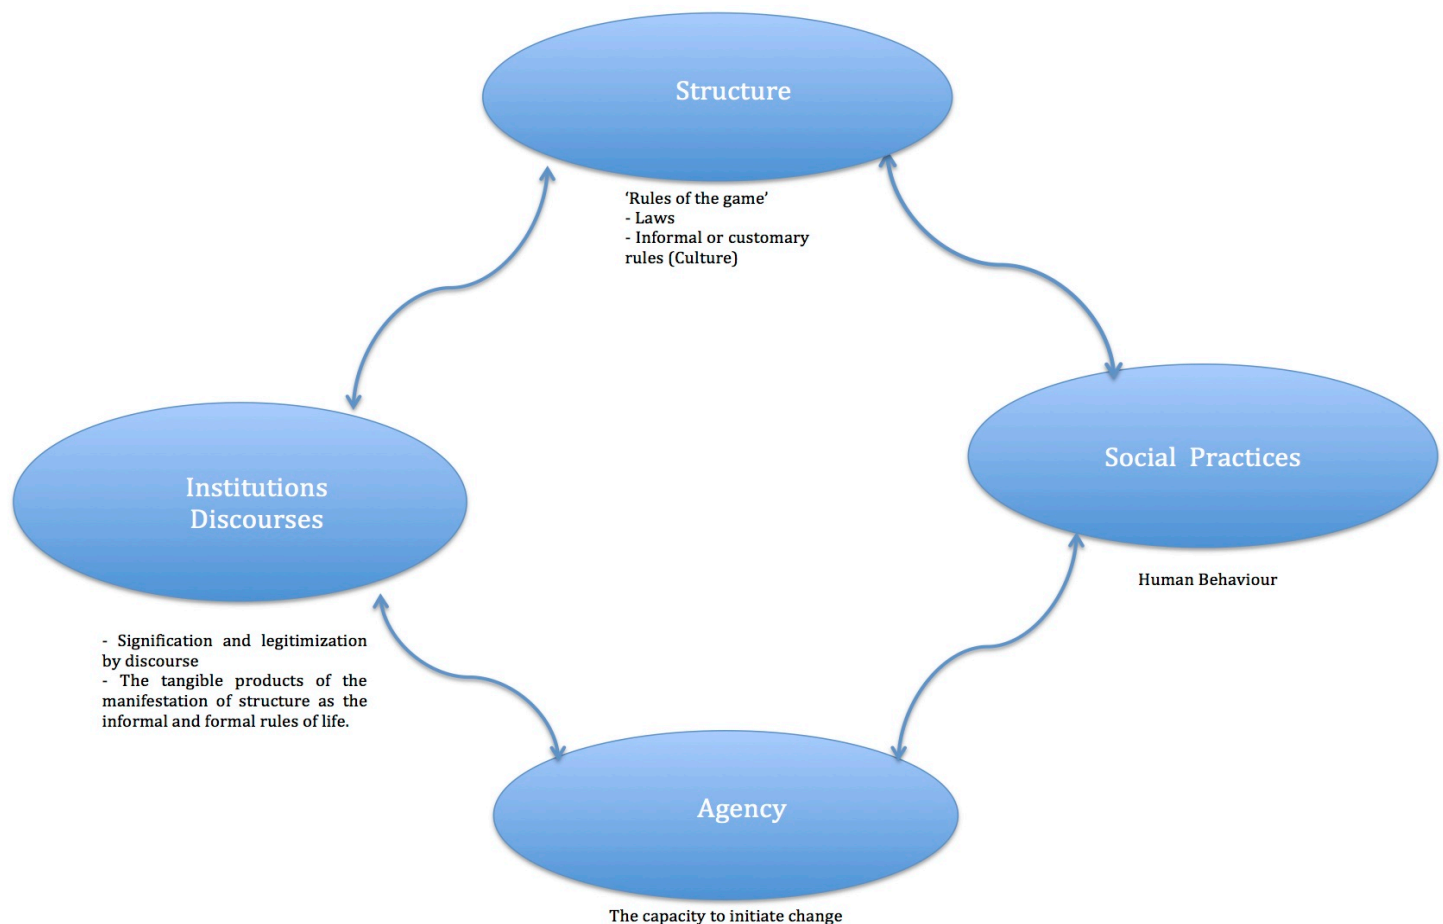 Structure
‘Rules of the game’
- Laws
- Informal or customary
rules (Culture)
Social Practices
Human Behaviour
Institutions
Discourses
- Signification and legitimization
by discourse
- The tangible products of the
manifestation of structure as the
informal and formal rules of life.
Agency
The capacity to initiate change